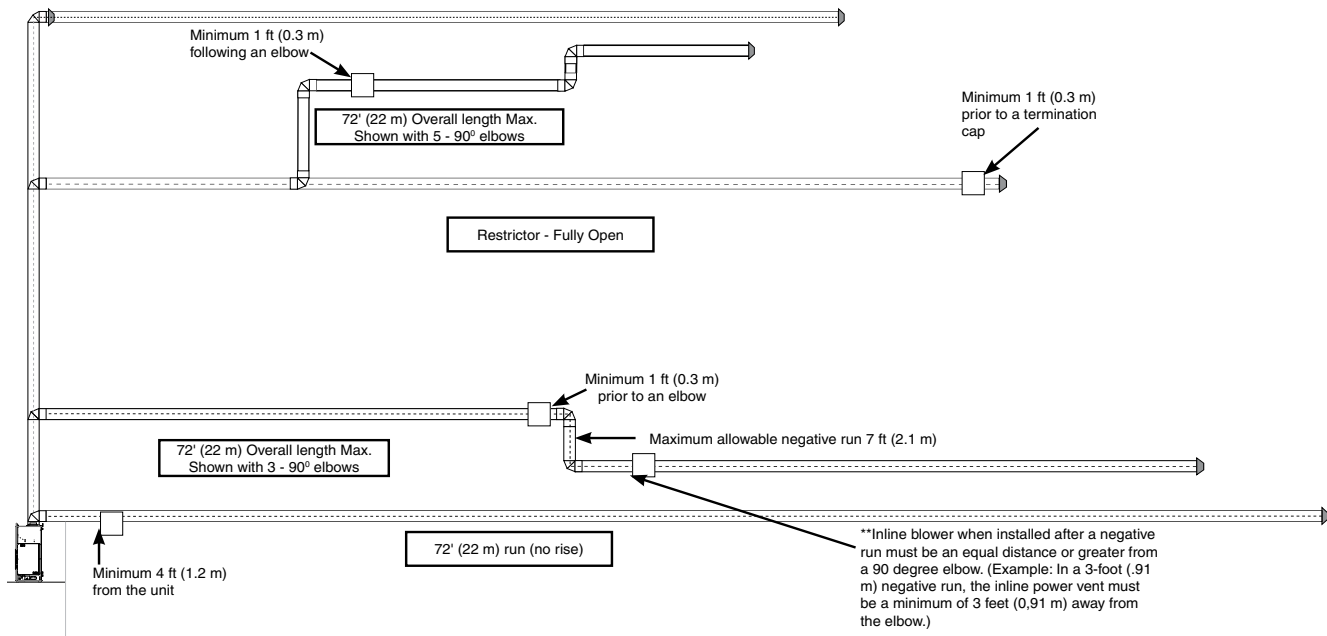 Minimum 1 ft (0.3 m)
following an elbow
72' (22 m) Overall length Max.
Shown with 5 - 90⁰ elbows
Minimum 1 ft (0.3 m)
prior to a termination
cap
Restrictor - Fully Open
Minimum 1 ft (0.3 m)
prior to an elbow
Maximum allowable negative run 7 ft (2.1 m)
72' (22 m) Overall length Max.
Shown with 3 - 90⁰ elbows
72' (22 m) run (no rise)
Minimum 4 ft (1.2 m)
from the unit
**Inline blower when installed after a negative
run must be an equal distance or greater from
a 90 degree elbow. (Example: In a 3-foot (.91
m) negative run, the inline power vent must
be a minimum of 3 feet (0,91 m) away from
the elbow.)